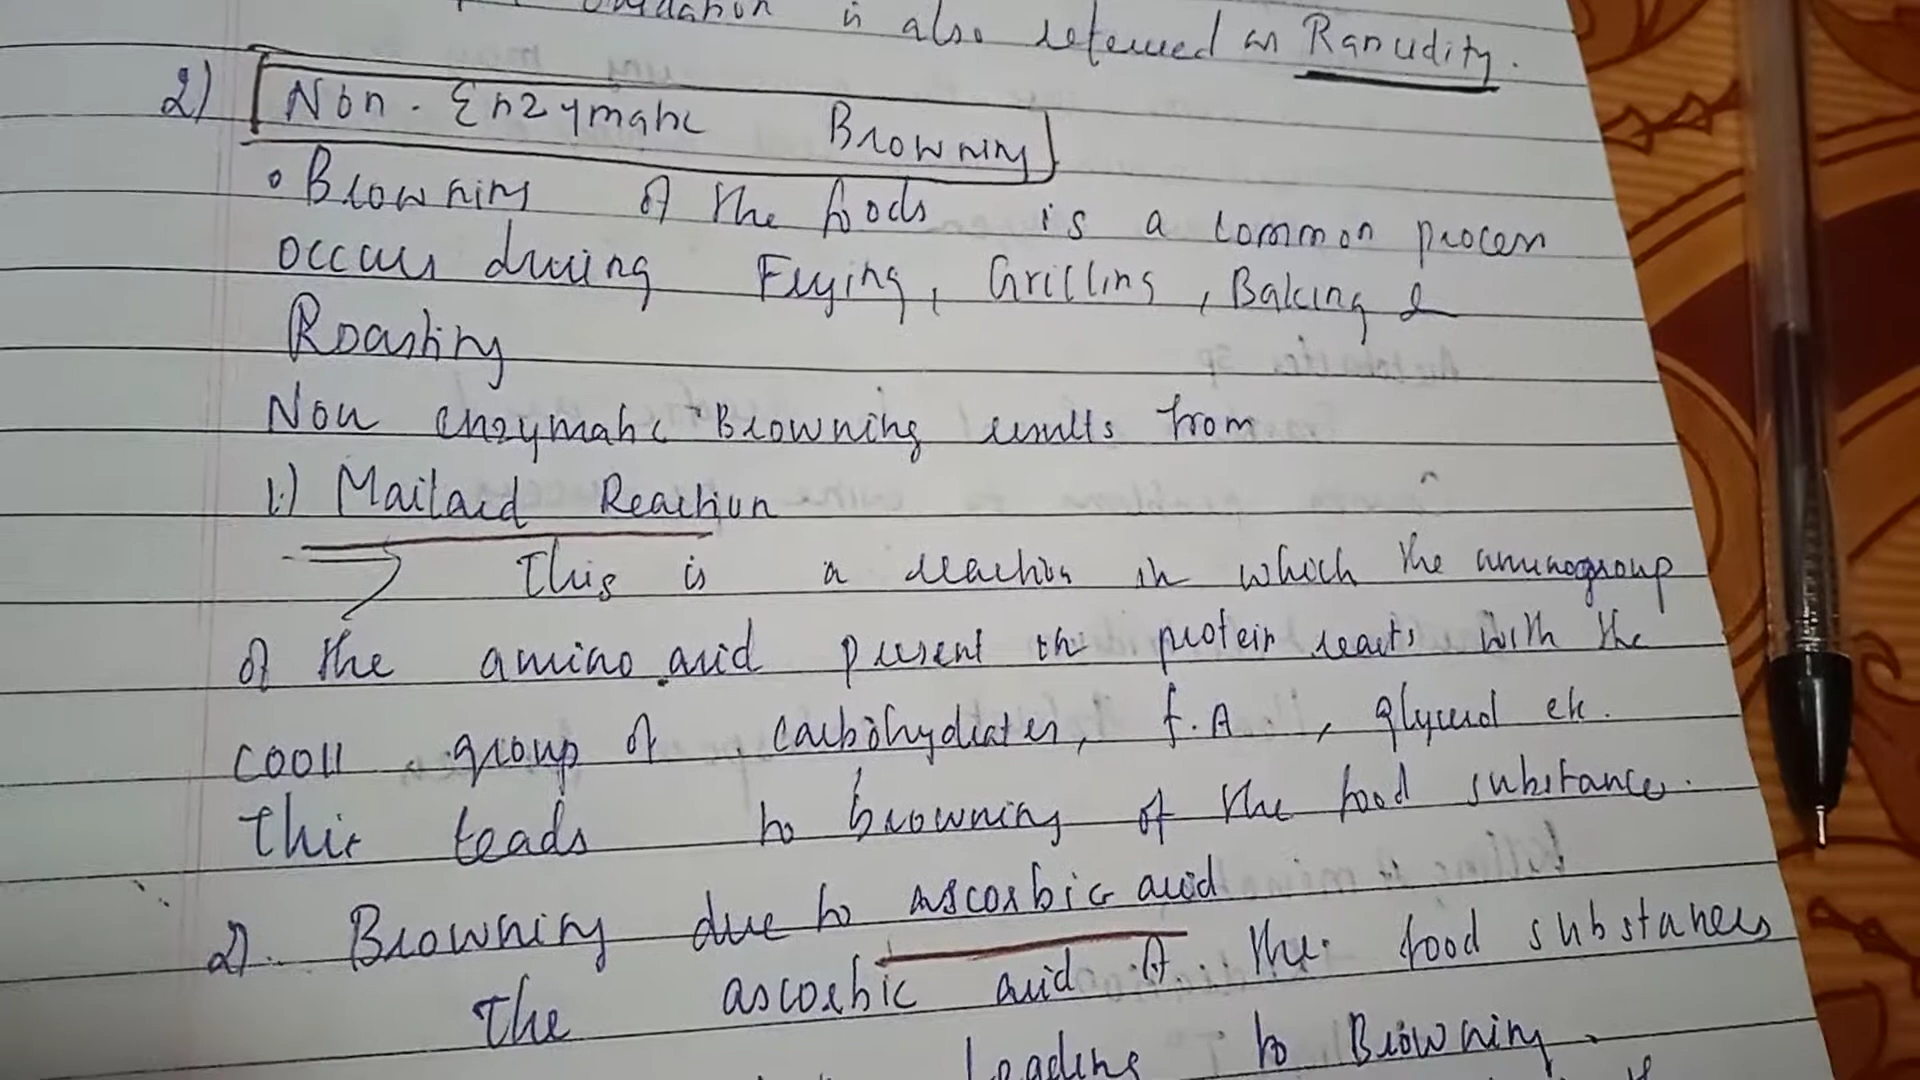 is also referred as Rancidity.
2) Non-Enzymatic Browning
• Browning of the foods is a common process
occurs during Frying, Grilling, Baking &
Roasting
Non enzymatic Browning results from
1.) Mailard Reaction
→ This is a reaction in which the aminogroup
of the amino acid present in protein reacts with the
COOH group of carbohydrates, f.A, glycerol etc.
this leads to browning of the food substance.
2). Browning due to ascorbic acid
The ascorbic acid of the food substances
Leading to Browning.